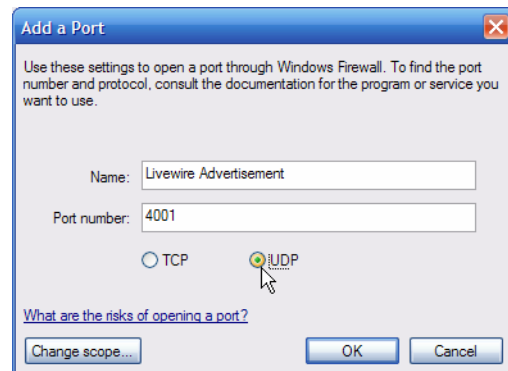 Add a Port
Use these settings to open a port through Windows Firewall. To find the port
number and protocol, consult the documentation for the program or service you
want to use.
Name: Livewire Advertisement
Port number: 4001
TCP UDP
What are the risks of opening a port?
Change scope... OK Cancel